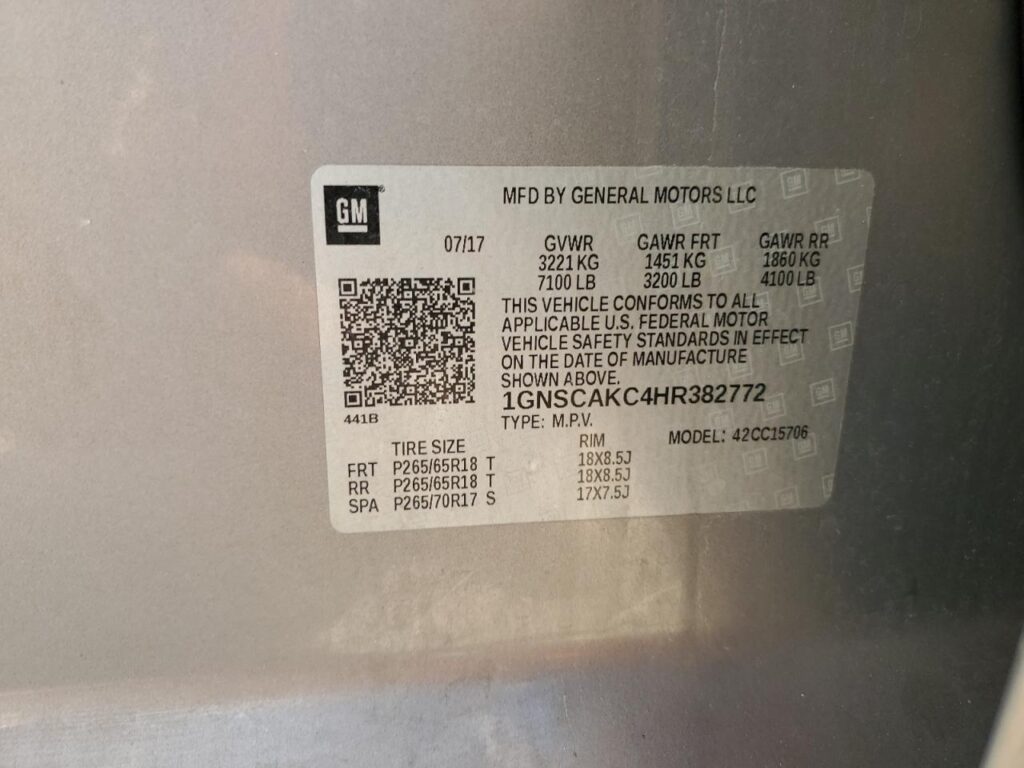 GM
MFD BY GENERAL MOTORS LLC
07/17 GVWR GAWR FRT GAWR RR
3221 KG 1451 KG 1860 KG
7100 LB 3200 LB 4100 LB
THIS VEHICLE CONFORMS TO ALL
APPLICABLE U.S. FEDERAL MOTOR
VEHICLE SAFETY STANDARDS IN EFFECT
ON THE DATE OF MANUFACTURE
SHOWN ABOVE.
1GNSCAKC4HR382772
441B
TYPE: M.P.V. MODEL: 42CC15706
TIRE SIZE RIM
FRT P265/65R18 T 18X8.5J
RR P265/65R18 T 18X8.5J
SPA P265/70R17 S 17X7.5J